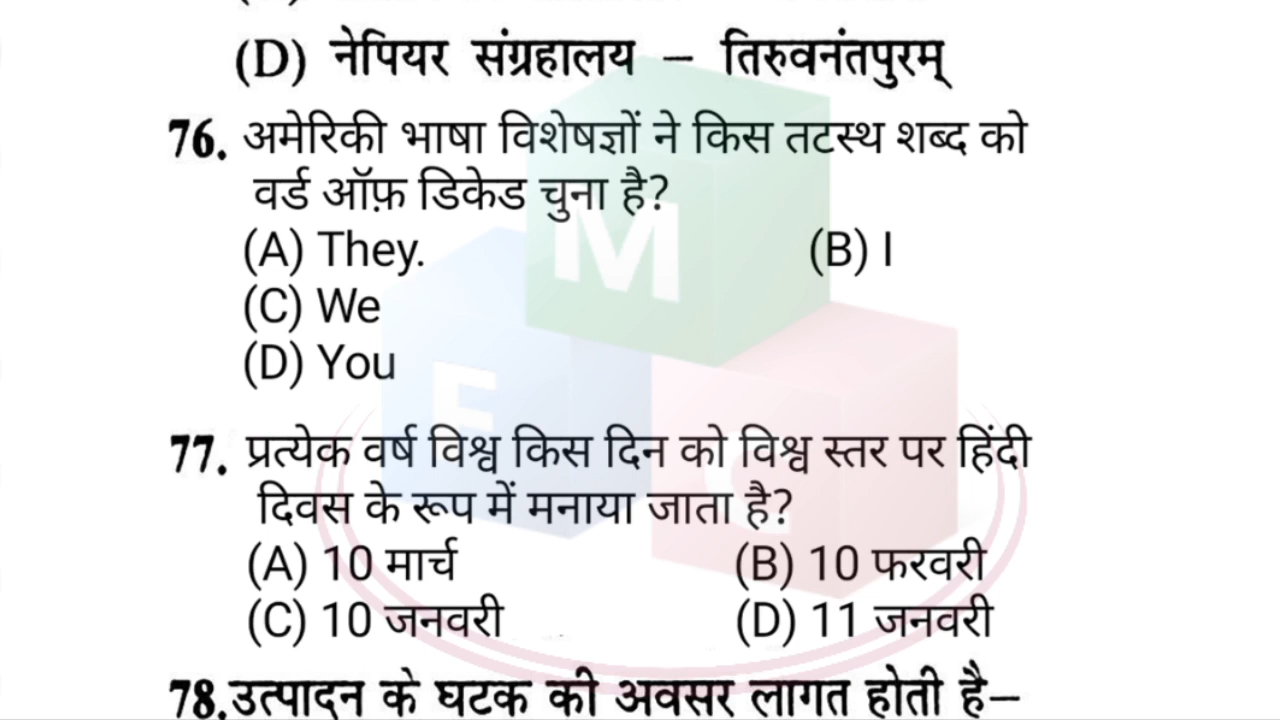 (D) नेपियर संग्रहालय – तिरुवनंतपुरम्
76. अमेरिकी भाषा विशेषज्ञों ने किस तटस्थ शब्द को
वर्ड ऑफ़ डिकेड चुना है?
(A) They. (B) I
(C) We
(D) You
77. प्रत्येक वर्ष विश्व किस दिन को विश्व स्तर पर हिंदी
दिवस के रूप में मनाया जाता है?
(A) 10 मार्च (B) 10 फरवरी
(C) 10 जनवरी (D) 11 जनवरी
78. उत्पादन के घटक की अवसर लागत होती है–
E M C